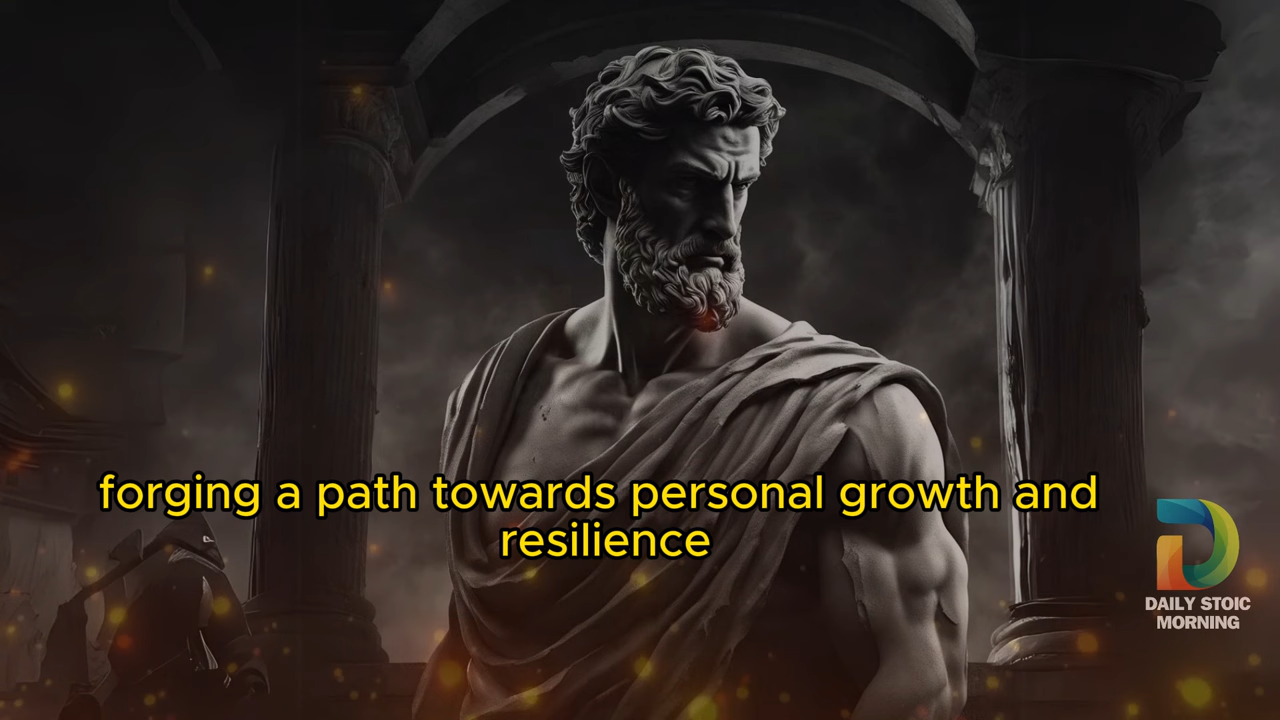 forging a path towards personal growth and
resilience
DAILY STOIC
MORNING